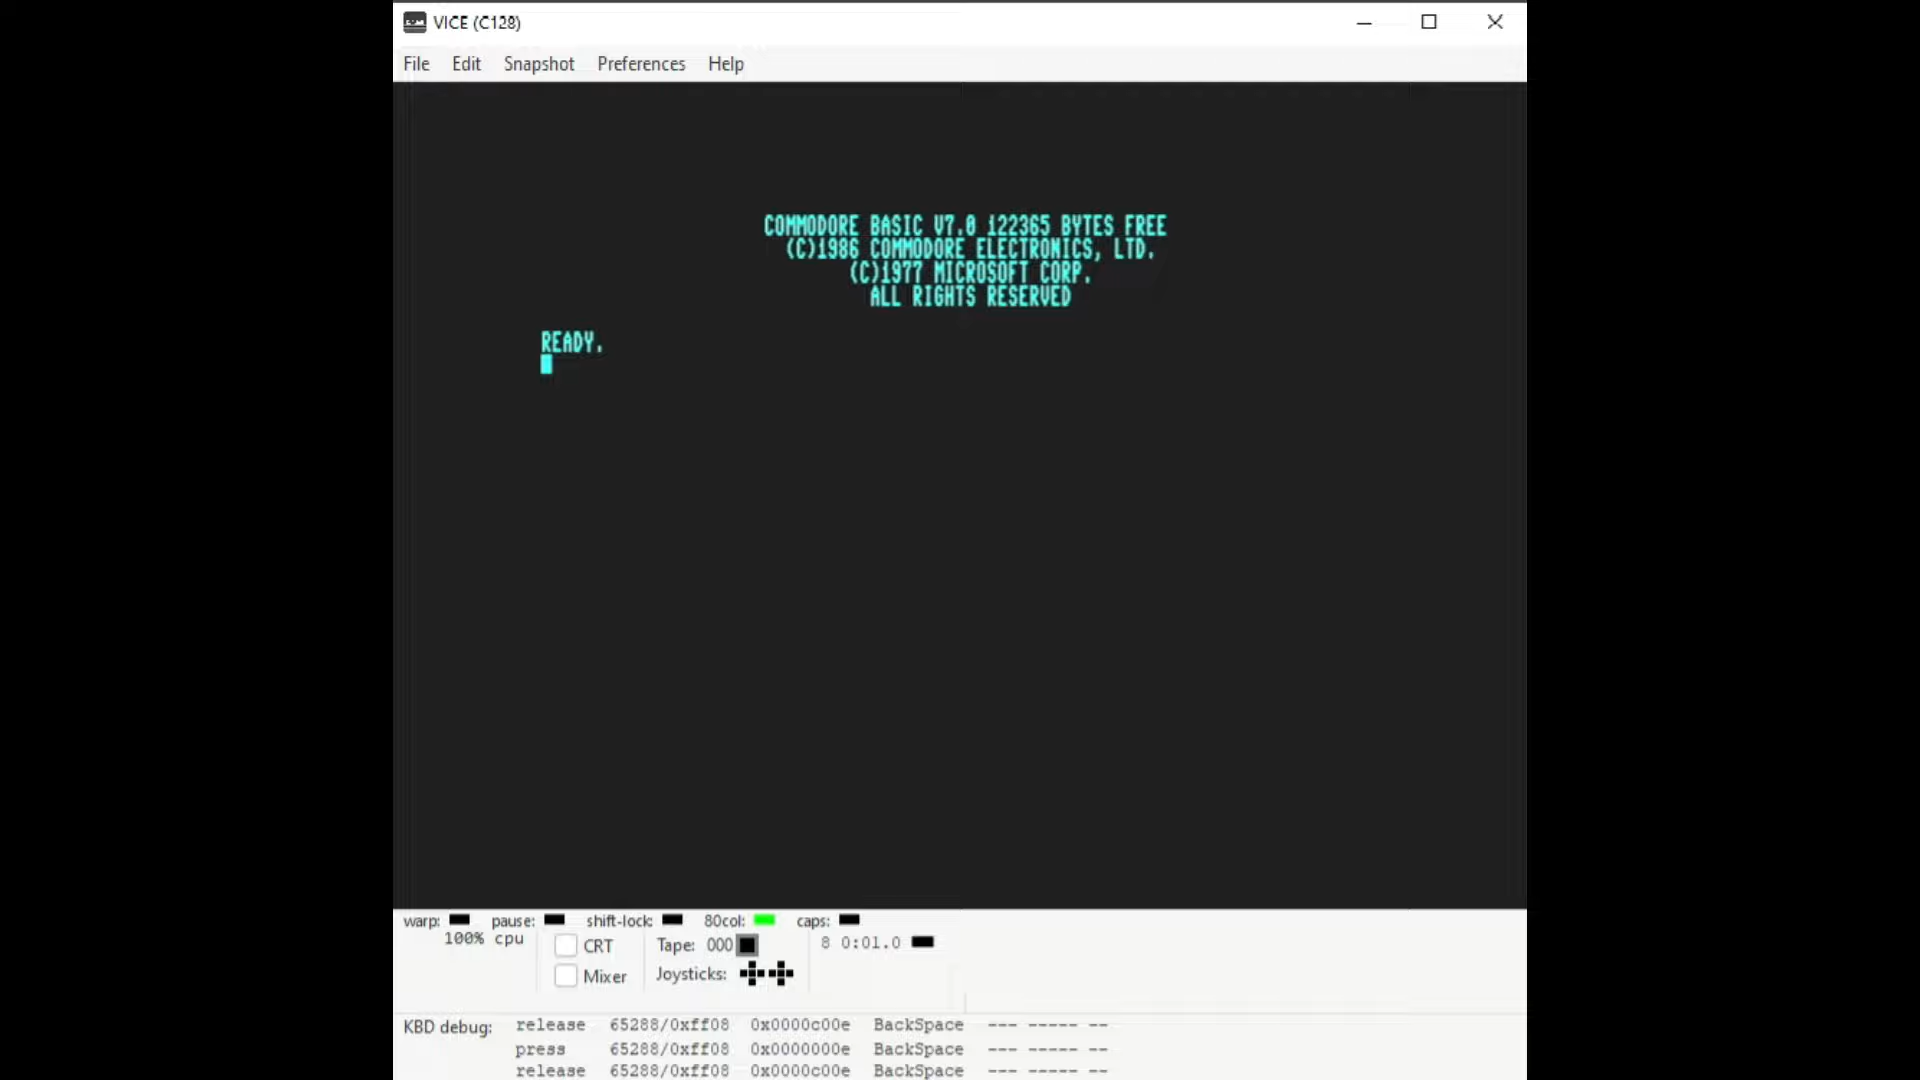 VICE (C128)
File Edit Snapshot Preferences Help
COMMODORE BASIC V7.0 122365 BYTES FREE
(C)1986 COMMODORE ELECTRONICS, LTD.
(C)1977 MICROSOFT CORP.
ALL RIGHTS RESERVED
READY.
warp: pause: shift-lock: 80col: caps:
100% cpu CRT Tape: 000 8 0:01.0
Mixer Joysticks:
KBD debug: release 65288/0xff08 0x0000c00e BackSpace --- ----- --
press 65288/0xff08 0x0000000e BackSpace --- ----- --
release 65288/0xff08 0x0000c00e BackSpace --- ----- --